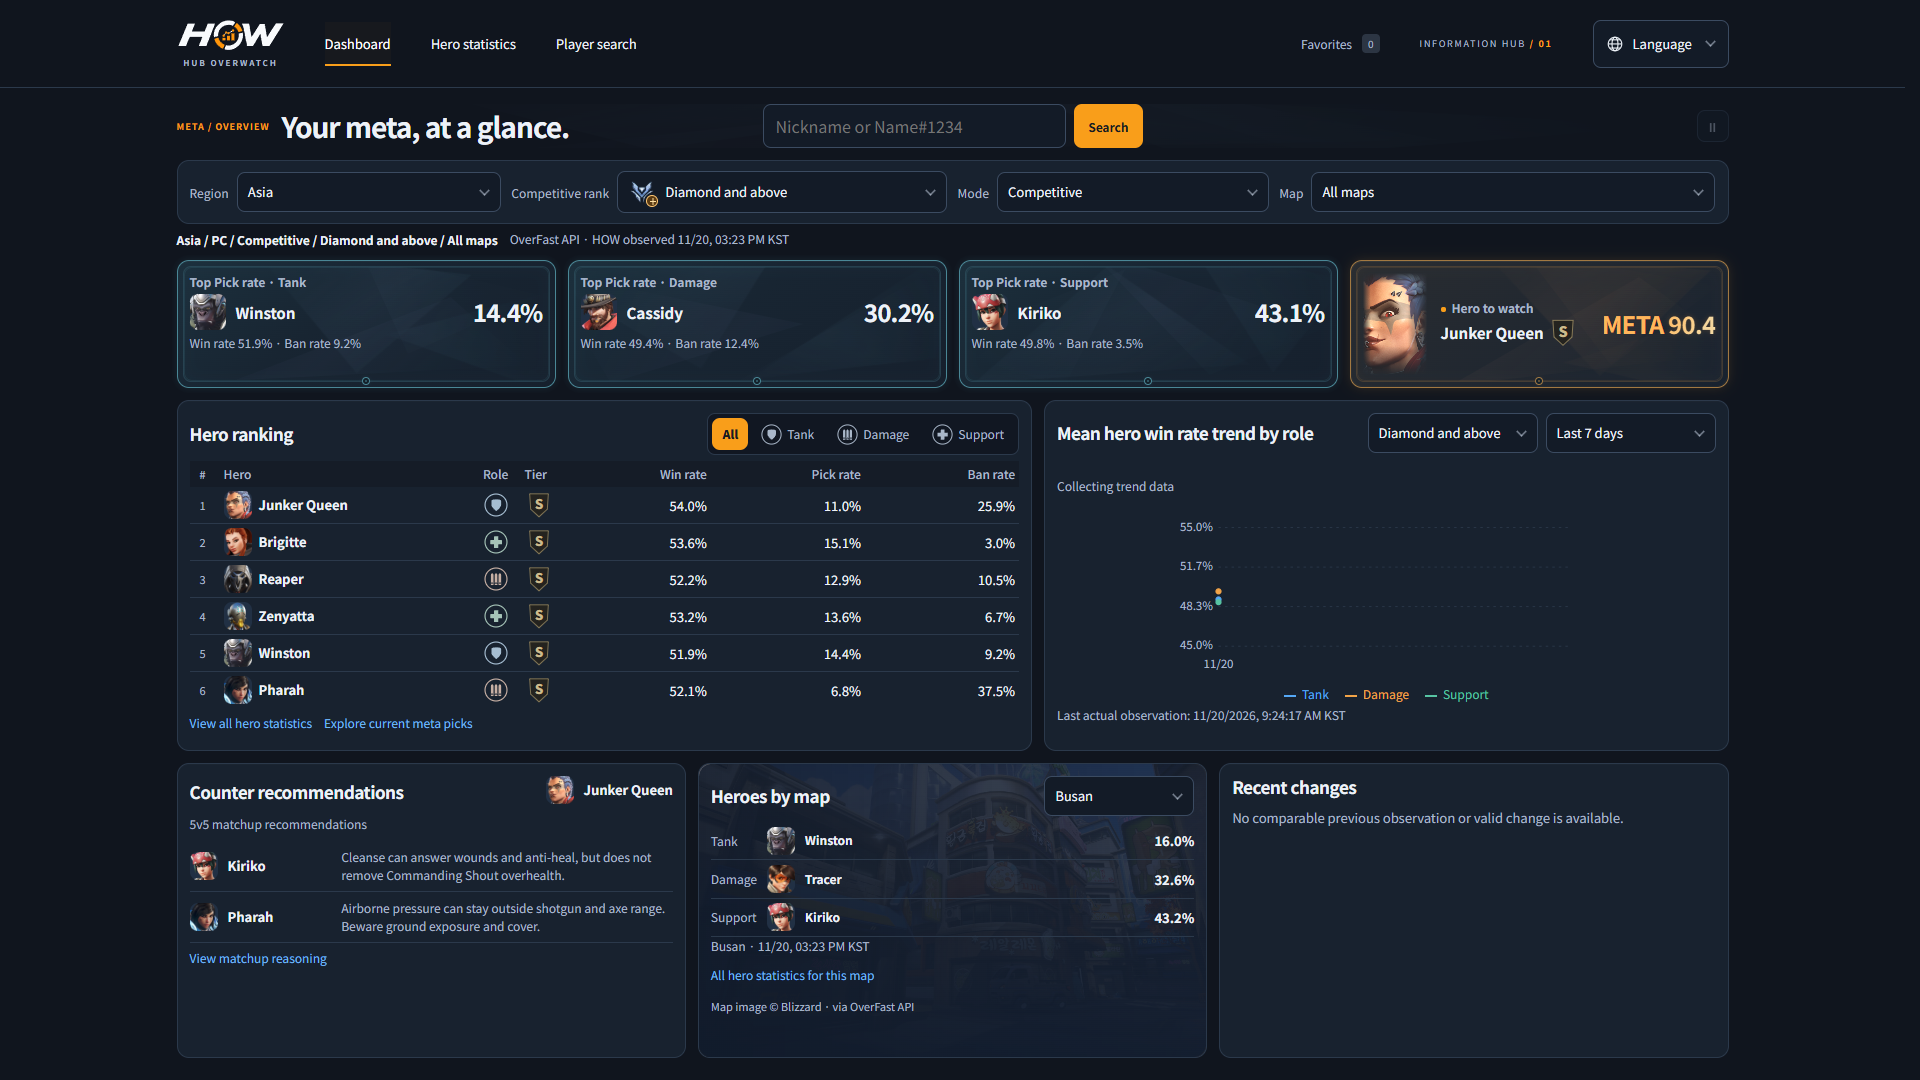 HOW
HUB OVERWATCH
Dashboard
Hero statistics
Player search
Favorites 0
INFORMATION HUB / 01
Language
META / OVERVIEW
Your meta, at a glance.
Nickname or Name#1234
Search
Region
Asia
Competitive rank
Diamond and above
Mode
Competitive
Map
All maps
Asia / PC / Competitive / Diamond and above / All maps
OverFast API · HOW observed 11/20, 03:23 PM KST
Top Pick rate · Tank
Winston
14.4%
Win rate 51.9% · Ban rate 9.2%
Top Pick rate · Damage
Cassidy
30.2%
Win rate 49.4% · Ban rate 12.4%
Top Pick rate · Support
Kiriko
43.1%
Win rate 49.8% · Ban rate 3.5%
Hero to watch
Junker Queen S
META 90.4
Hero ranking
All Tank Damage Support
# Hero Role Tier Win rate Pick rate Ban rate
1 Junker Queen S 54.0% 11.0% 25.9%
2 Brigitte S 53.6% 15.1% 3.0%
3 Reaper S 52.2% 12.9% 10.5%
4 Zenyatta S 53.2% 13.6% 6.7%
5 Winston S 51.9% 14.4% 9.2%
6 Pharah S 52.1% 6.8% 37.5%
View all hero statistics Explore current meta picks
Mean hero win rate trend by role
Diamond and above
Last 7 days
Collecting trend data
55.0%
51.7%
48.3%
45.0%
11/20
Tank Damage Support
Last actual observation: 11/20/2026, 9:24:17 AM KST
Counter recommendations
Junker Queen
5v5 matchup recommendations
Kiriko
Cleanse can answer wounds and anti-heal, but does not
remove Commanding Shout overhealth.
Pharah
Airborne pressure can stay outside shotgun and axe range.
Beware ground exposure and cover.
View matchup reasoning
Heroes by map
Busan
Tank Winston 16.0%
Damage Tracer 32.6%
Support Kiriko 43.2%
Busan · 11/20, 03:23 PM KST
All hero statistics for this map
Map image © Blizzard · via OverFast API
Recent changes
No comparable previous observation or valid change is available.